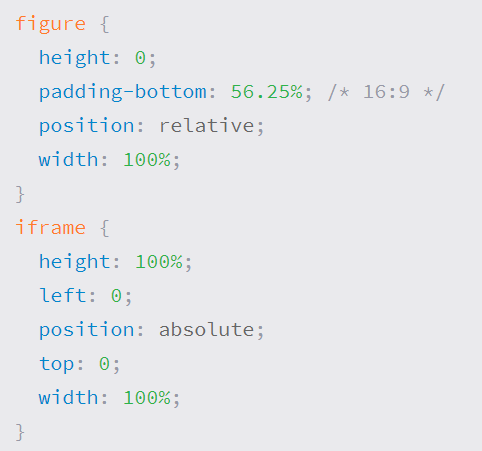 figure {
  height: 0;
  padding-bottom: 56.25%; /* 16:9 */
  position: relative;
  width: 100%;
}
iframe {
  height: 100%;
  left: 0;
  position: absolute;
  top: 0;
  width: 100%;
}